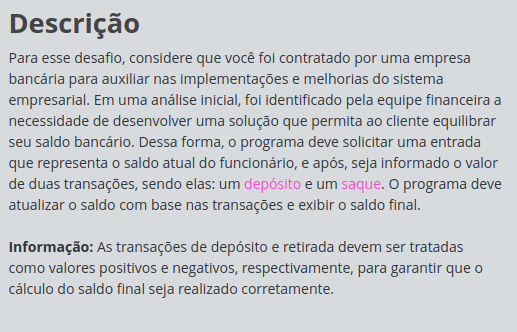 Descrição
Para esse desafio, considere que você foi contratado por uma empresa
bancária para auxiliar nas implementações e melhorias do sistema
empresarial. Em uma análise inicial, foi identificado pela equipe financeira a
necessidade de desenvolver uma solução que permita ao cliente equilibrar
seu saldo bancário. Dessa forma, o programa deve solicitar uma entrada
que representa o saldo atual do funcionário, e após, seja informado o valor
de duas transações, sendo elas: um depósito e um saque. O programa deve
atualizar o saldo com base nas transações e exibir o saldo final.
Informação: As transações de depósito e retirada devem ser tratadas
como valores positivos e negativos, respectivamente, para garantir que o
cálculo do saldo final seja realizado corretamente.